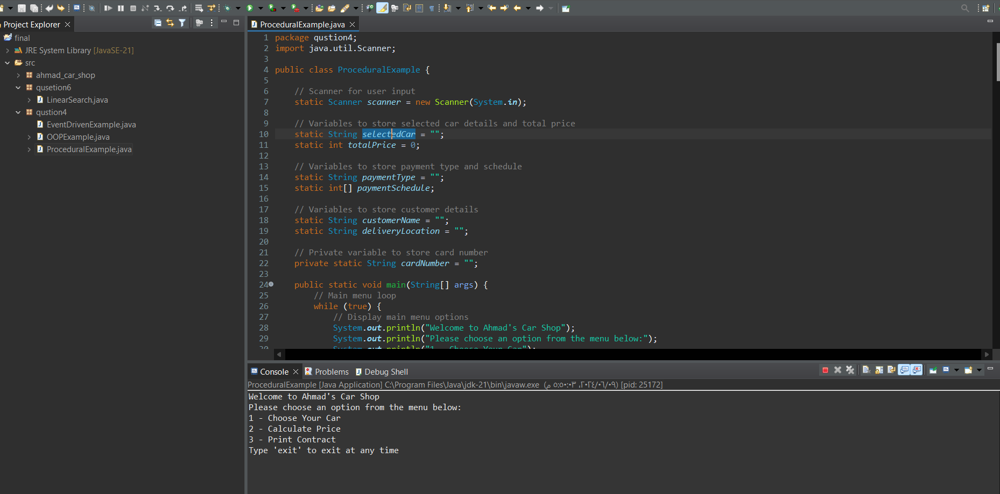 Project Explorer
final
JRE System Library [JavaSE-21]
src
ahmad_car_shop
qusetion6
LinearSearch.java
qustion4
EventDrivenExample.java
OOPExample.java
ProceduralExample.java
ProceduralExample.java
1 package qustion4;
2 import java.util.Scanner;
3
4 public class ProceduralExample {
5
6 // Scanner for user input
7 static Scanner scanner = new Scanner(System.in);
8
9 // Variables to store selected car details and total price
10 static String selectedCar = "";
11 static int totalPrice = 0;
12
13 // Variables to store payment type and schedule
14 static String paymentType = "";
15 static int[] paymentSchedule;
16
17 // Variables to store customer details
18 static String customerName = "";
19 static String deliveryLocation = "";
20
21 // Private variable to store card number
22 private static String cardNumber = "";
23
24 public static void main(String[] args) {
25 // Main menu loop
26 while (true) {
27 // Display main menu options
28 System.out.println("Welcome to Ahmad's Car Shop");
29 System.out.println("Please choose an option from the menu below:");
30 System.out.println("1 - Choose Your Car");
Console Problems Debug Shell
ProceduralExample [Java Application] C:\Program Files\Java\jdk-21\bin\javaw.exe [pid: 25172]
Welcome to Ahmad's Car Shop
Please choose an option from the menu below:
1 - Choose Your Car
2 - Calculate Price
3 - Print Contract
Type 'exit' to exit at any time